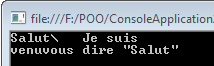 file:///F:/POO/ConsoleApplication
Salut\   Je suis
venuvous dire "Salut"